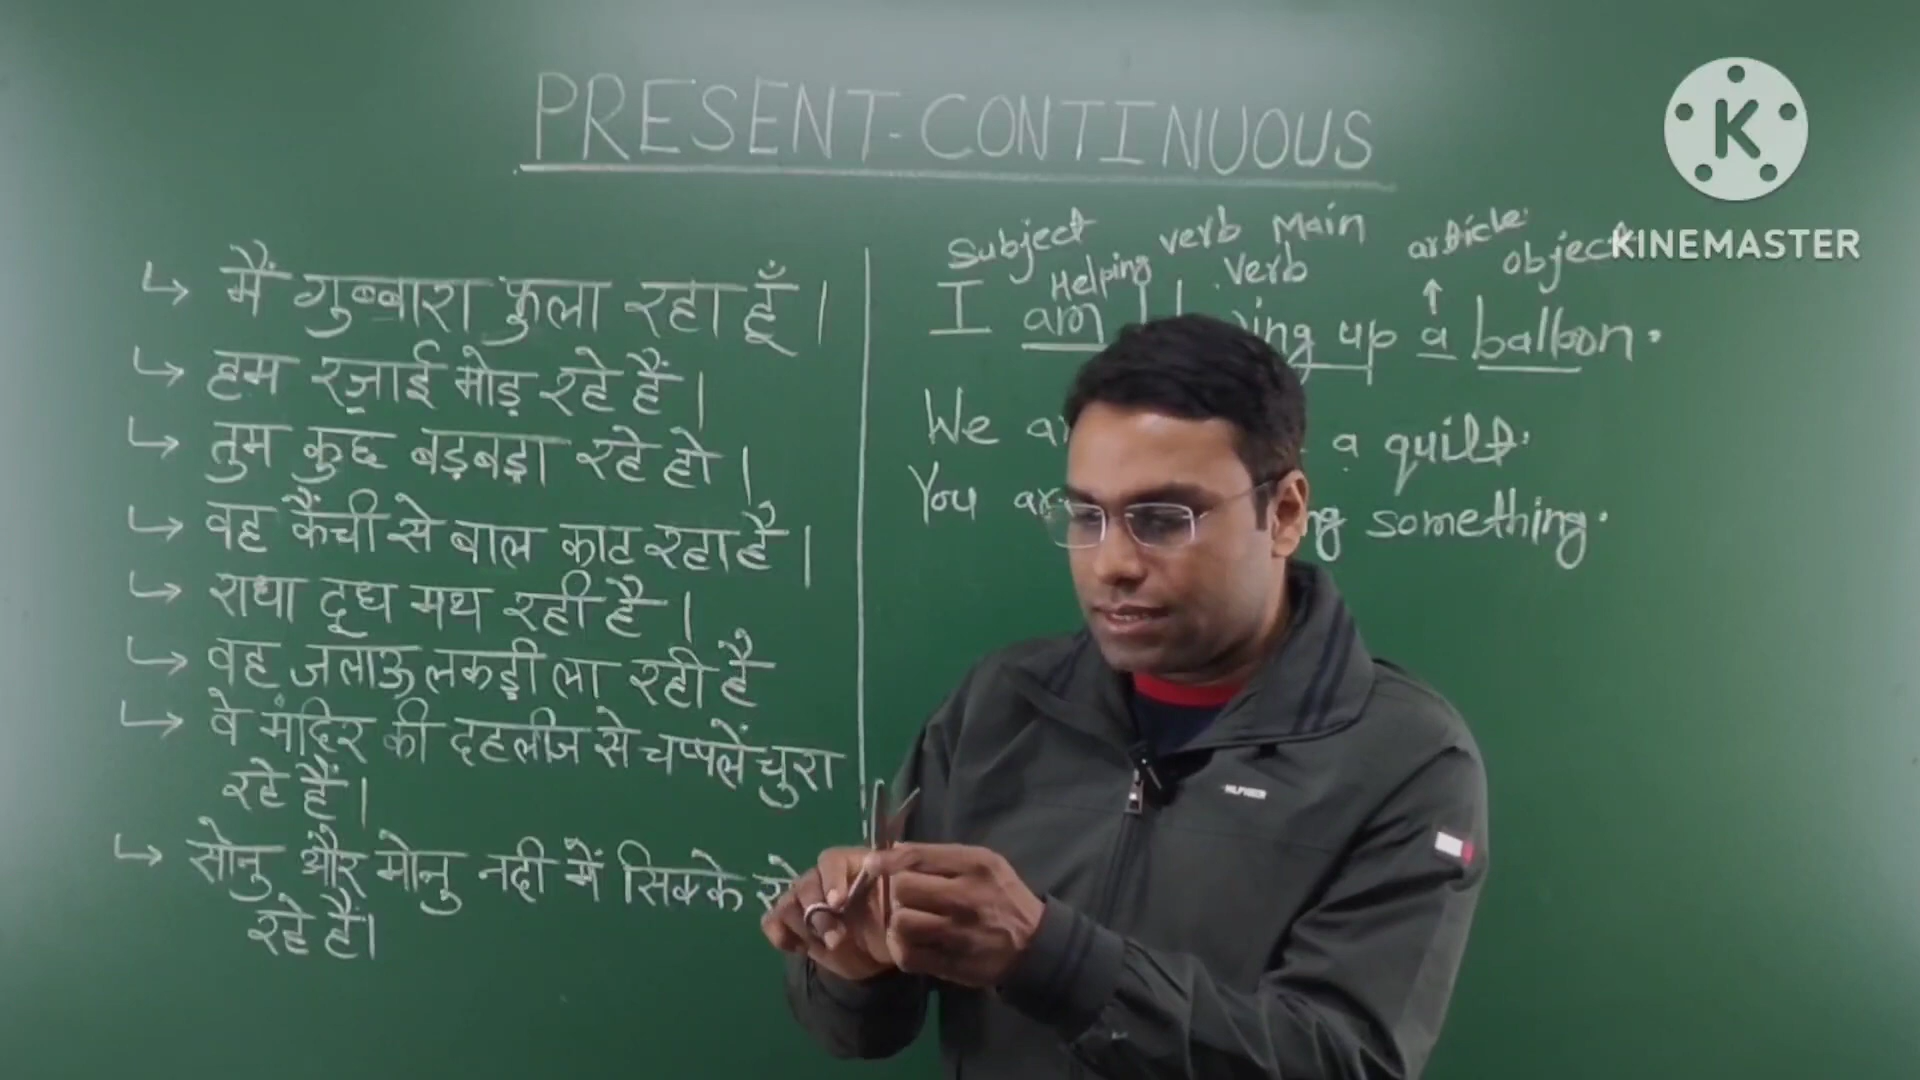 PRESENT-CONTINUOUS
K
KINEMASTER
→ मैं गुब्बारा फुला रहा हूँ।
→ हम रज़ाई मोड़ रहे हैं।
→ तुम कुछ बड़बड़ा रहे हो।
→ वह कैंची से बाल काट रहा है।
→ राधा दूध मथ रही है।
→ वह जलाऊ लकड़ी ला रही है
→ वे मंदिर की दहलीज से चप्पलें चुरा
रहे हैं।
→ सोनु और मोनु नदी में सिक्के
रहे हैं।
Subject Helping verb Main Verb article object
I am up a balloon.
We a quilt.
You something.
HILFIGER